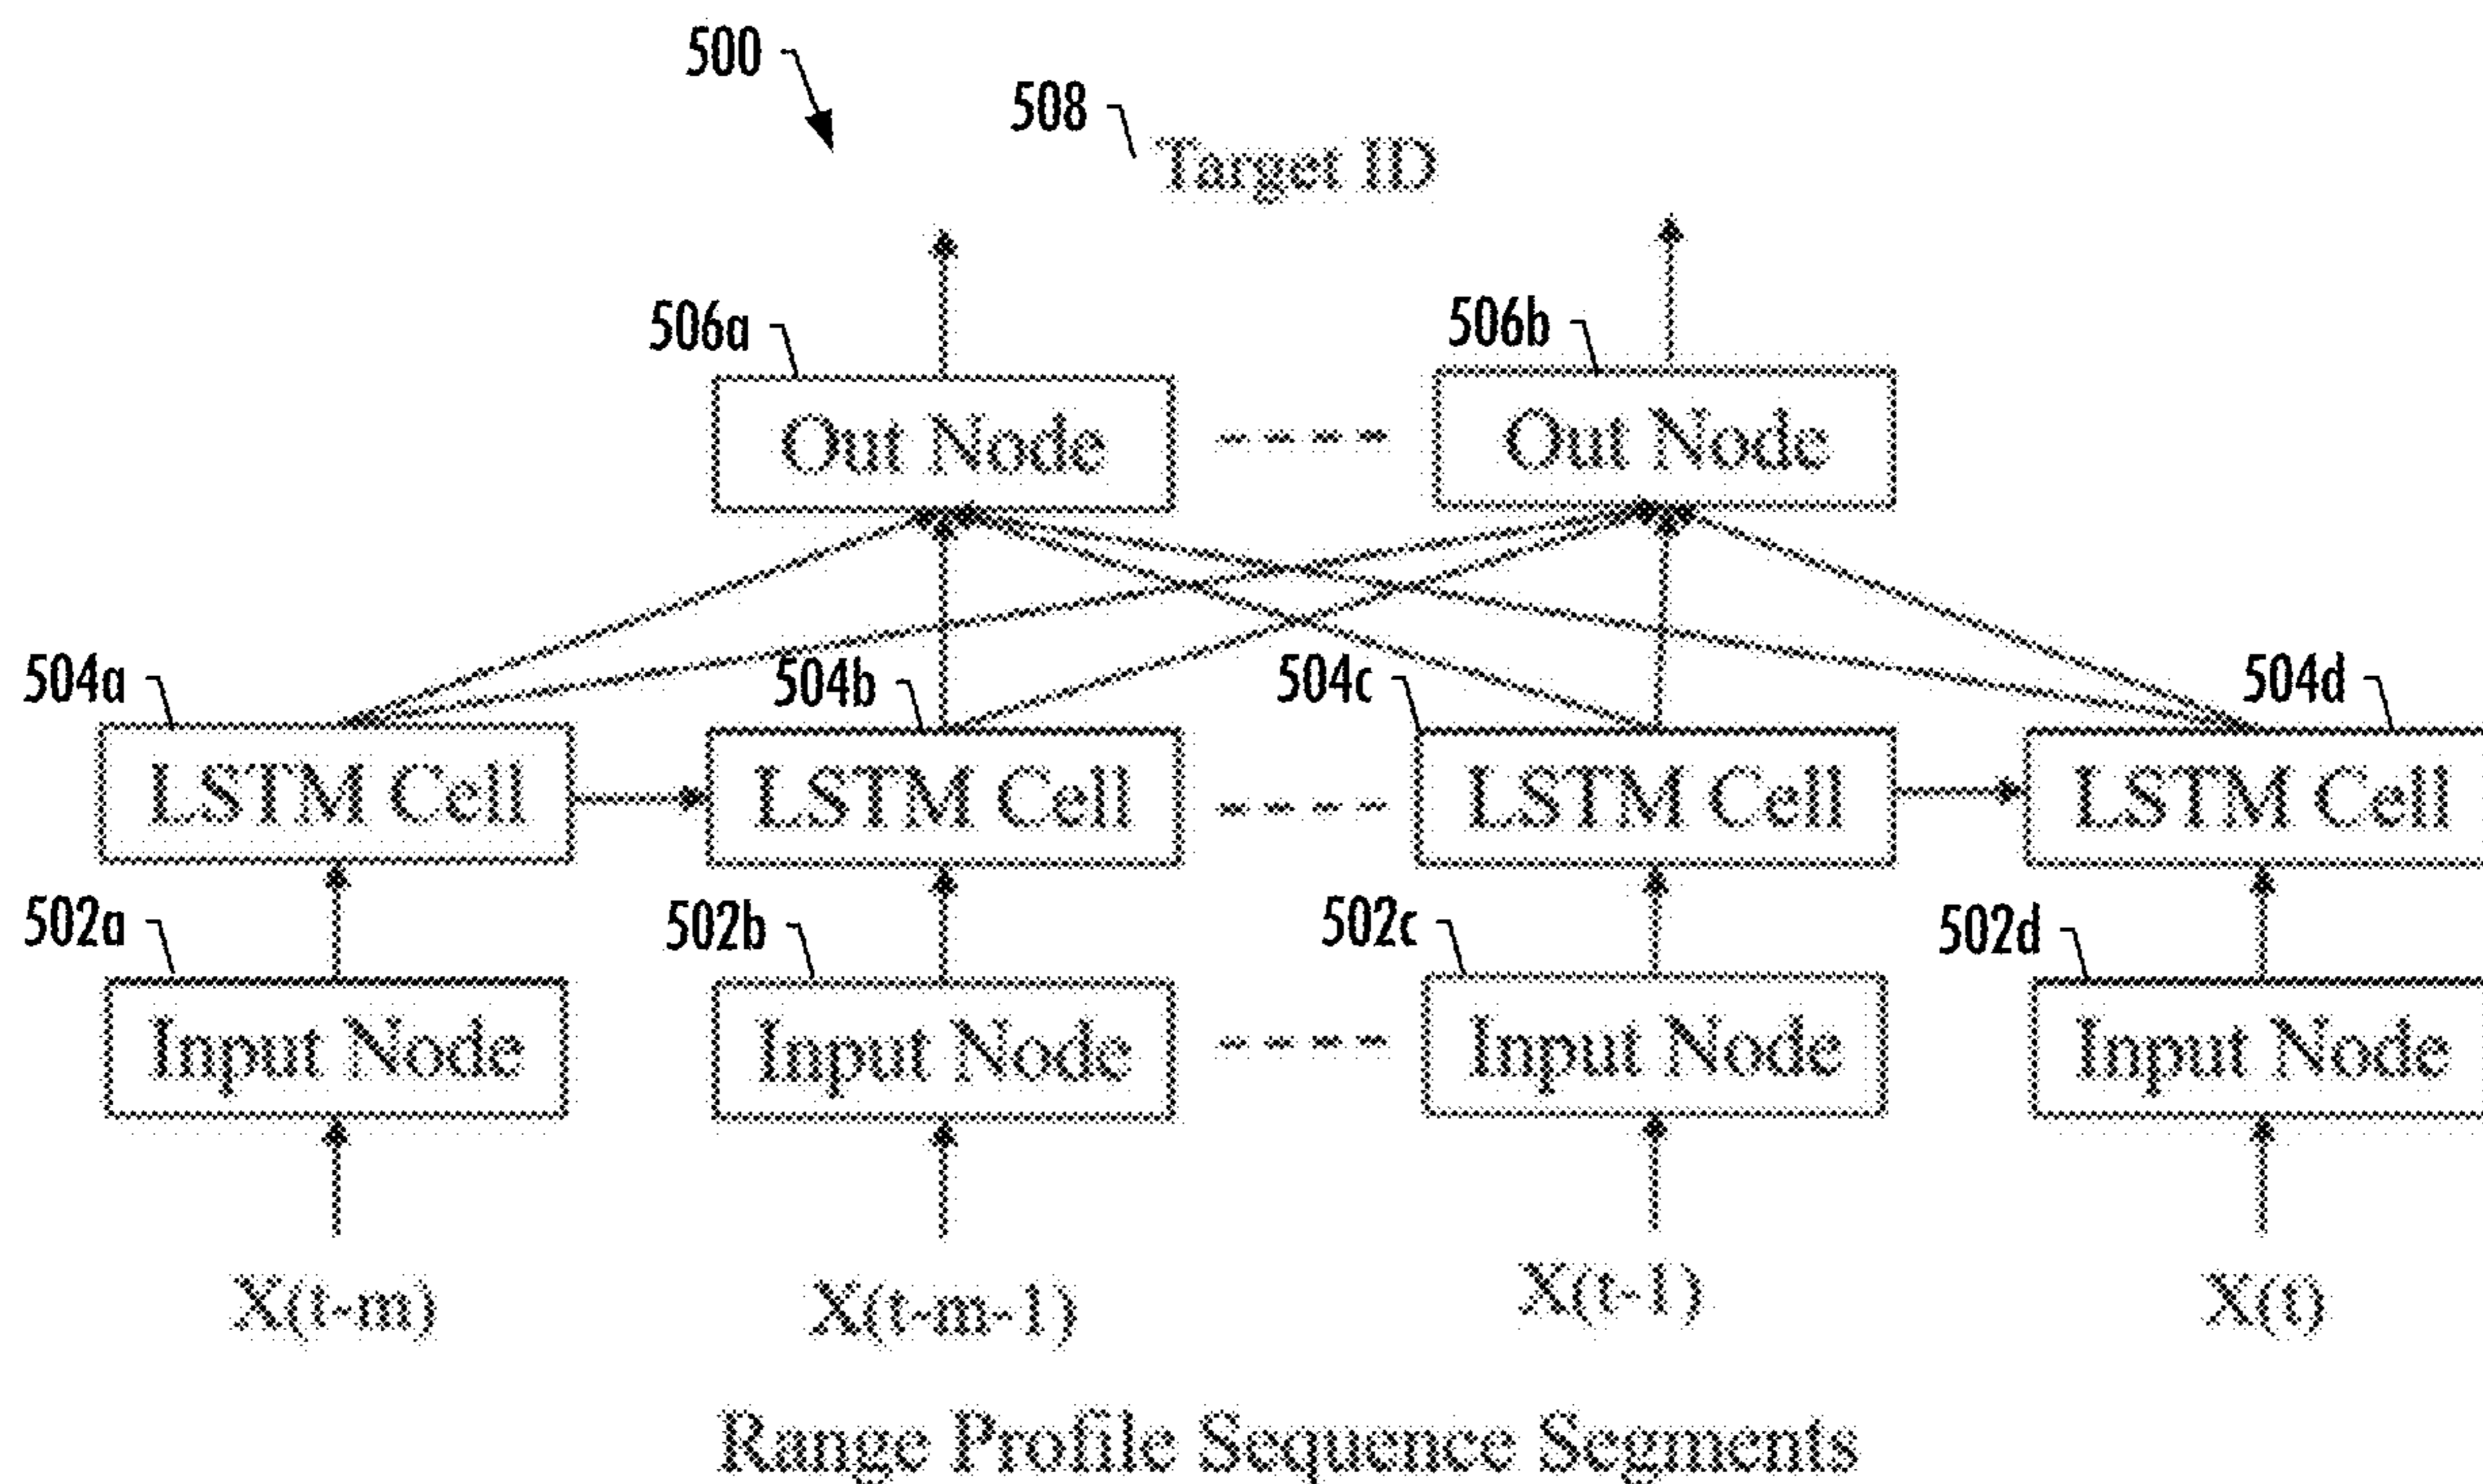 500
508
Target ID
506a
506b
Out Node
Out Node
504a
504b
504c
504d
LSTM Cell
LSTM Cell
LSTM Cell
LSTM Cell
502a
502b
502c
502d
Input Node
Input Node
Input Node
Input Node
X(t-m)
X(t-m-1)
X(t-1)
X(t)
Range Profile Sequence Segments